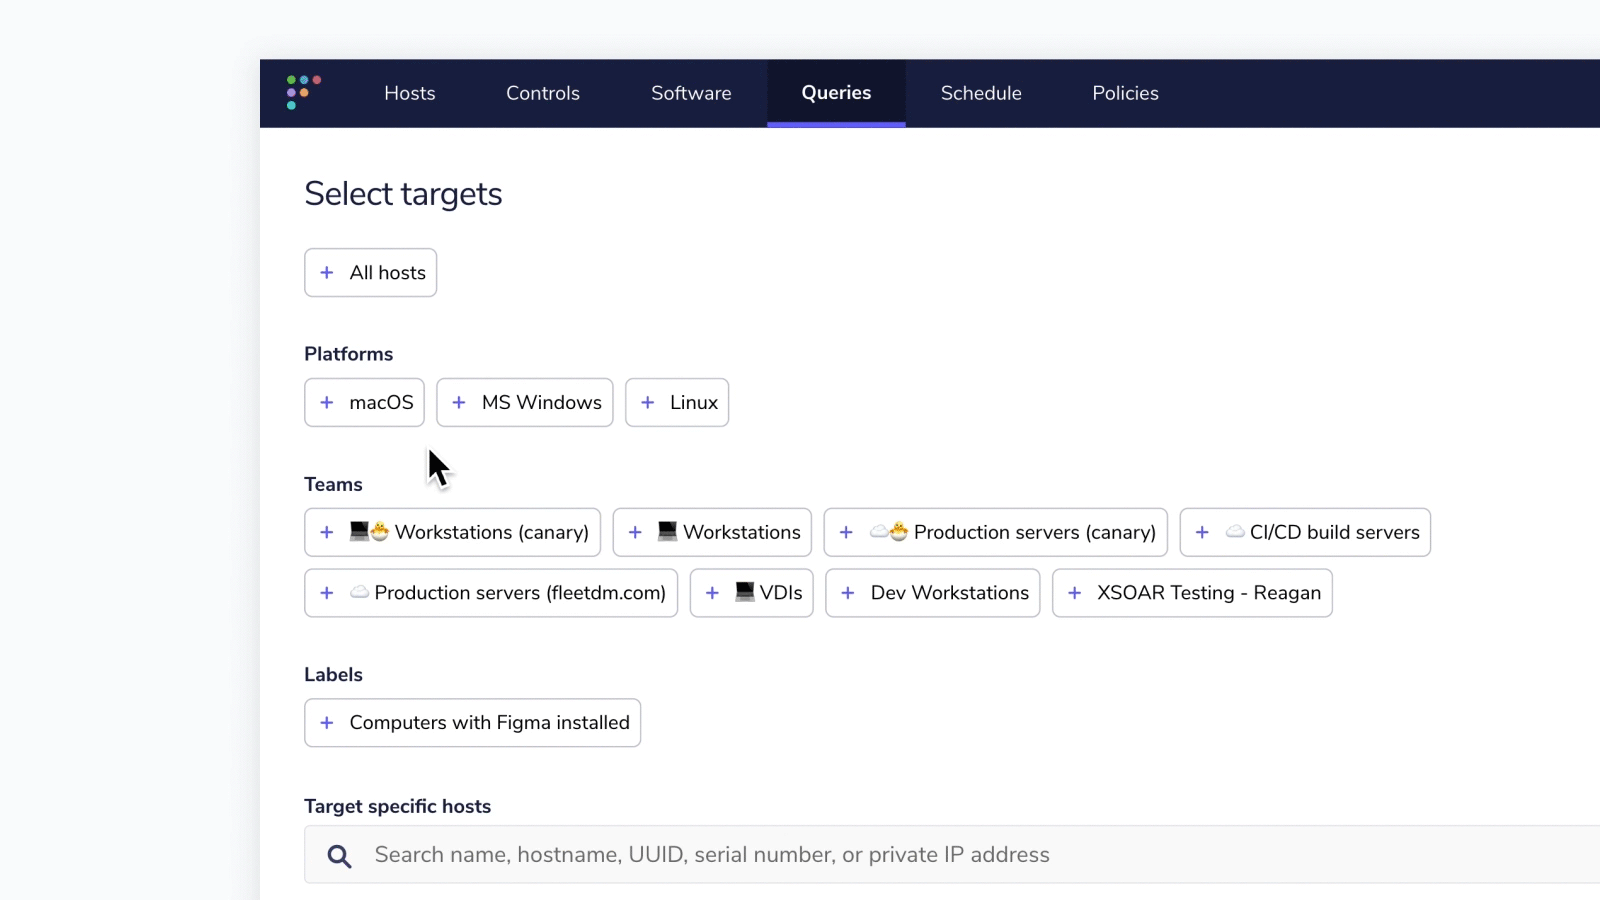 Hosts Controls Software Queries Schedule Policies
Select targets
+ All hosts
Platforms
+ macOS + MS Windows + Linux
Teams
+ 💻🐣 Workstations (canary) + 💻 Workstations + ☁️🐣 Production servers (canary) + ☁️ CI/CD build servers
+ ☁️ Production servers (fleetdm.com) + 💻 VDIs + Dev Workstations + XSOAR Testing - Reagan
Labels
+ Computers with Figma installed
Target specific hosts
Search name, hostname, UUID, serial number, or private IP address